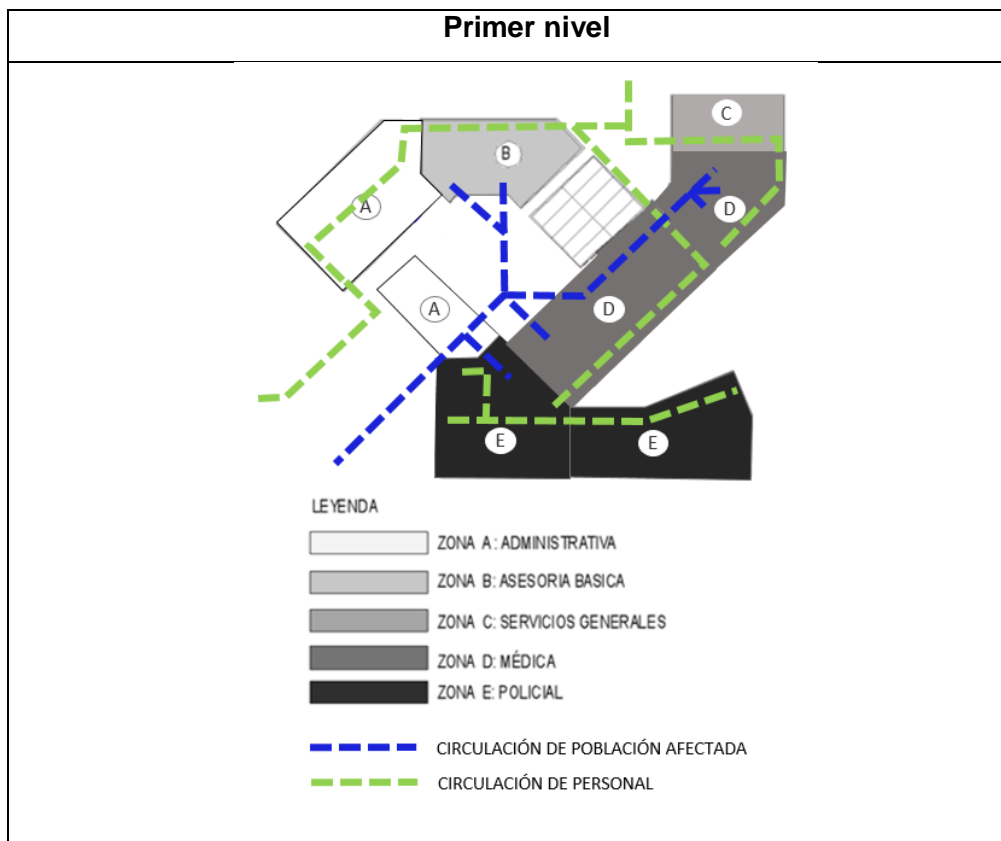 Primer nivel
C
B
A
D
A
D
E
E
LEYENDA
ZONA A: ADMINISTRATIVA
ZONA B: ASESORIA BASICA
ZONA C: SERVICIOS GENERALES
ZONA D: MÉDICA
ZONA E: POLICIAL
CIRCULACIÓN DE POBLACIÓN AFECTADA
CIRCULACIÓN DE PERSONAL